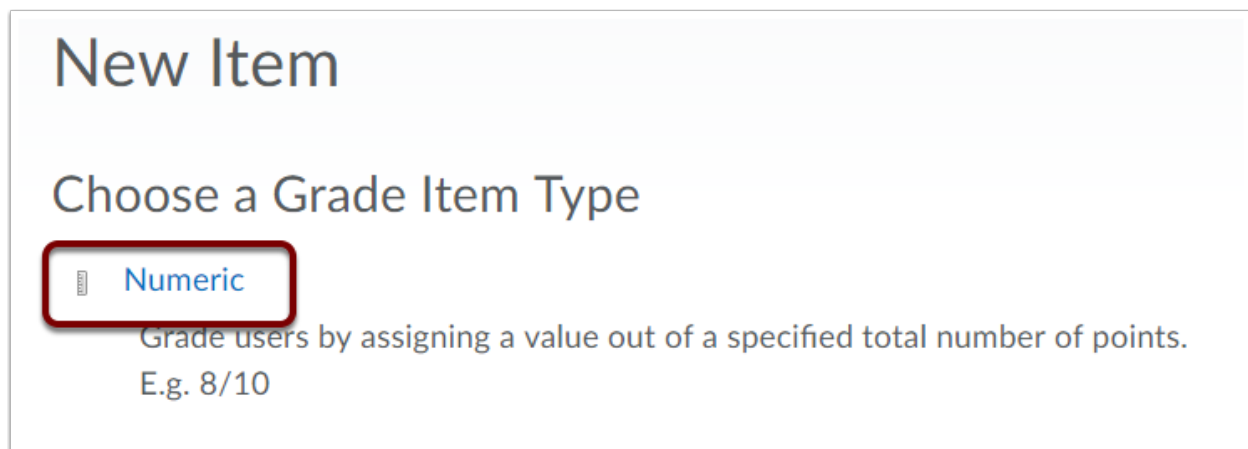 New Item
Choose a Grade Item Type
Numeric
Grade users by assigning a value out of a specified total number of points.
E.g. 8/10